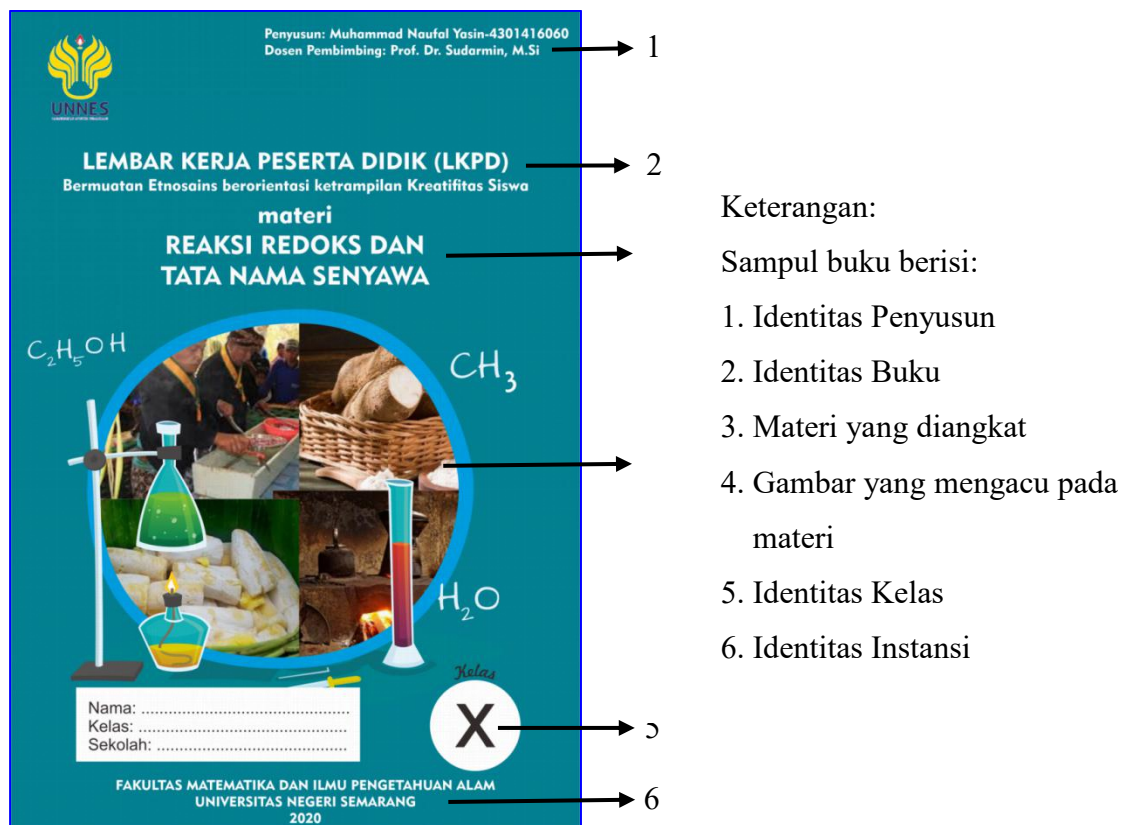 Penyusun: Muhammad Naufal Yasin-4301416060
Dosen Pembimbing: Prof. Dr. Sudarmin, M.Si
1
UNNES
LEMBAR KERJA PESERTA DIDIK (LKPD)
2
Bermuatan Etnosains berorientasi ketrampilan Kreatifitas Siswa
materi
REAKSI REDOKS DAN
TATA NAMA SENYAWA
C₂H₅OH
CH₃
H₂O
Kelas
X
Nama: ..............................................
Kelas: ..............................................
Sekolah: ..........................................
FAKULTAS MATEMATIKA DAN ILMU PENGETAHUAN ALAM
UNIVERSITAS NEGERI SEMARANG
2020
6
Keterangan:
Sampul buku berisi:
1. Identitas Penyusun
2. Identitas Buku
3. Materi yang diangkat
4. Gambar yang mengacu pada
materi
5. Identitas Kelas
6. Identitas Instansi